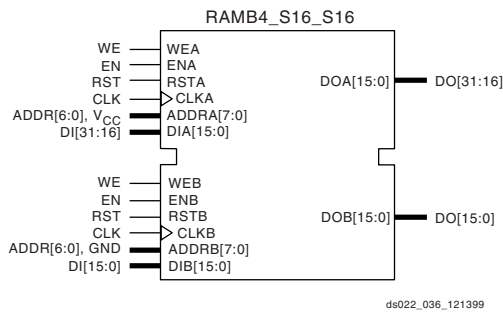 RAMB4_S16_S16
WE WEA
EN ENA
RST RSTA DOA[15:0] DO[31:16]
CLK CLKA
ADDR[6:0], VCC ADDRA[7:0]
DI[31:16] DIA[15:0]
WE WEB
EN ENB
RST RSTB DOB[15:0] DO[15:0]
CLK CLKB
ADDR[6:0], GND ADDRB[7:0]
DI[15:0] DIB[15:0]
ds022_036_121399